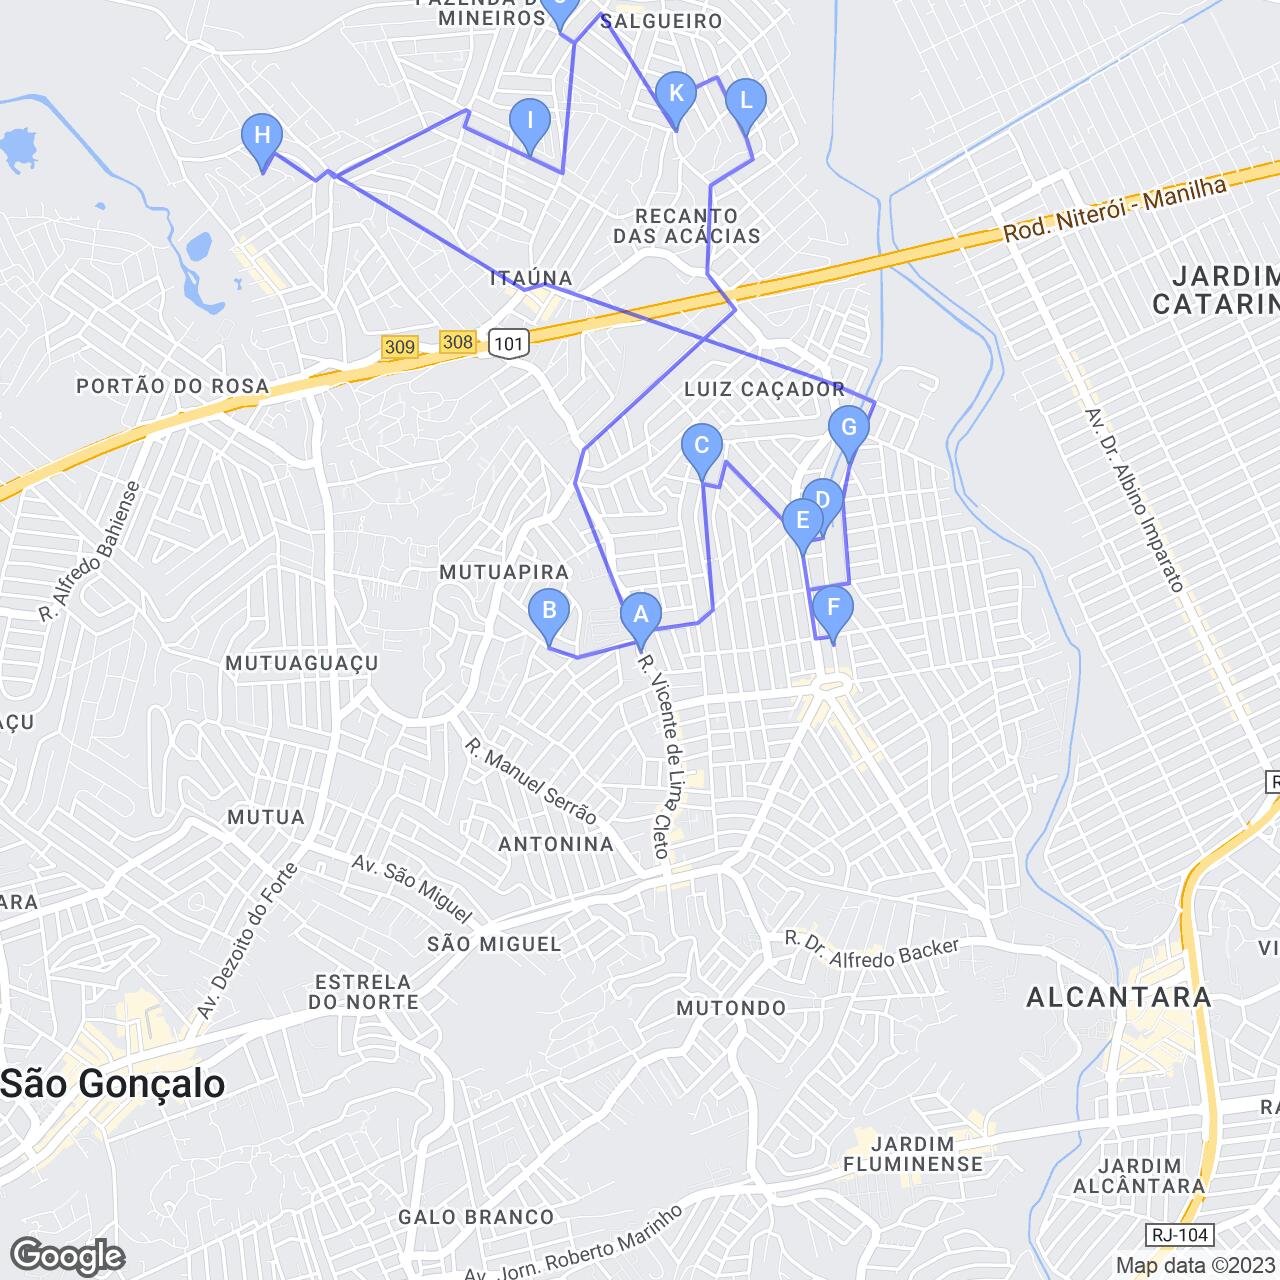 FAZENDA D
MINEIROS
SALGUEIRO
K
L
I
H
RECANTO
DAS ACÁCIAS
Rod. Niterói - Manilha
ITAÚNA
JARDIM
CATARIN
309
308
101
PORTÃO DO ROSA
LUIZ CAÇADOR
G
C
Av. Dr. Albino Imparato
D
E
R. Alfredo Bahiense
MUTUAPIRA
B
A
F
MUTUAGUAÇU
R. Vicente de Lima Cleto
AÇU
R. Manuel Serrão
R
MUTUA
ANTONINA
Av. São Miguel
ARA
Av. Dezoito do Forte
SÃO MIGUEL
R. Dr. Alfredo Backer
VI
ESTRELA
DO NORTE
MUTONDO
ALCANTARA
São Gonçalo
RA
JARDIM
FLUMINENSE
JARDIM
ALCÂNTARA
GALO BRANCO
Av. Jorn. Roberto Marinho
RJ-104
Google
Map data ©2023